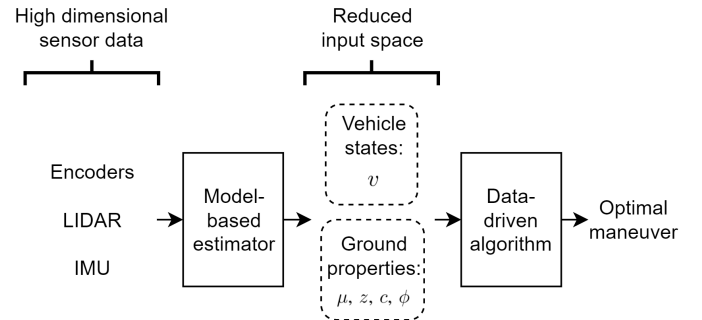 High dimensional
sensor data
Reduced
input space
Encoders
LIDAR
IMU
Model-
based
estimator
Vehicle
states:
v
Ground
properties:
μ, z, c, ϕ
Data-
driven
algorithm
Optimal
maneuver